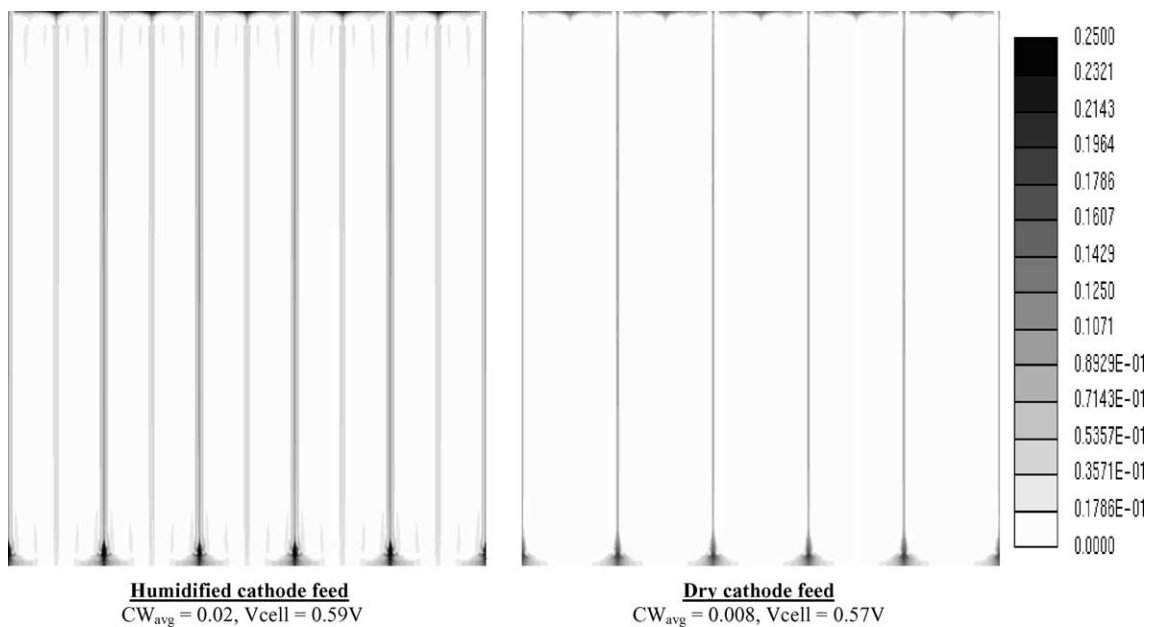 0.2500
0.2321
0.2143
0.1964
0.1786
0.1607
0.1429
0.1250
0.1071
0.8929E-01
0.7143E-01
0.5357E-01
0.3571E-01
0.1786E-01
0.0000
Humidified cathode feed
CWavg = 0.02, Vcell = 0.59V
Dry cathode feed
CWavg = 0.008, Vcell = 0.57V